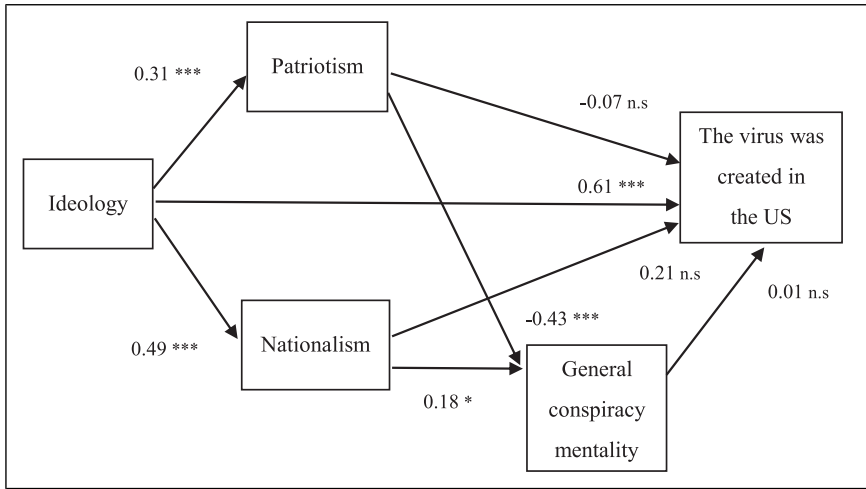 Patriotism
0.31 ***
-0.07 n.s
The virus was
created in
the US
0.61 ***
Ideology
0.21 n.s
0.01 n.s
0.49 ***
Nationalism
-0.43 ***
0.18 *
General
conspiracy
mentality